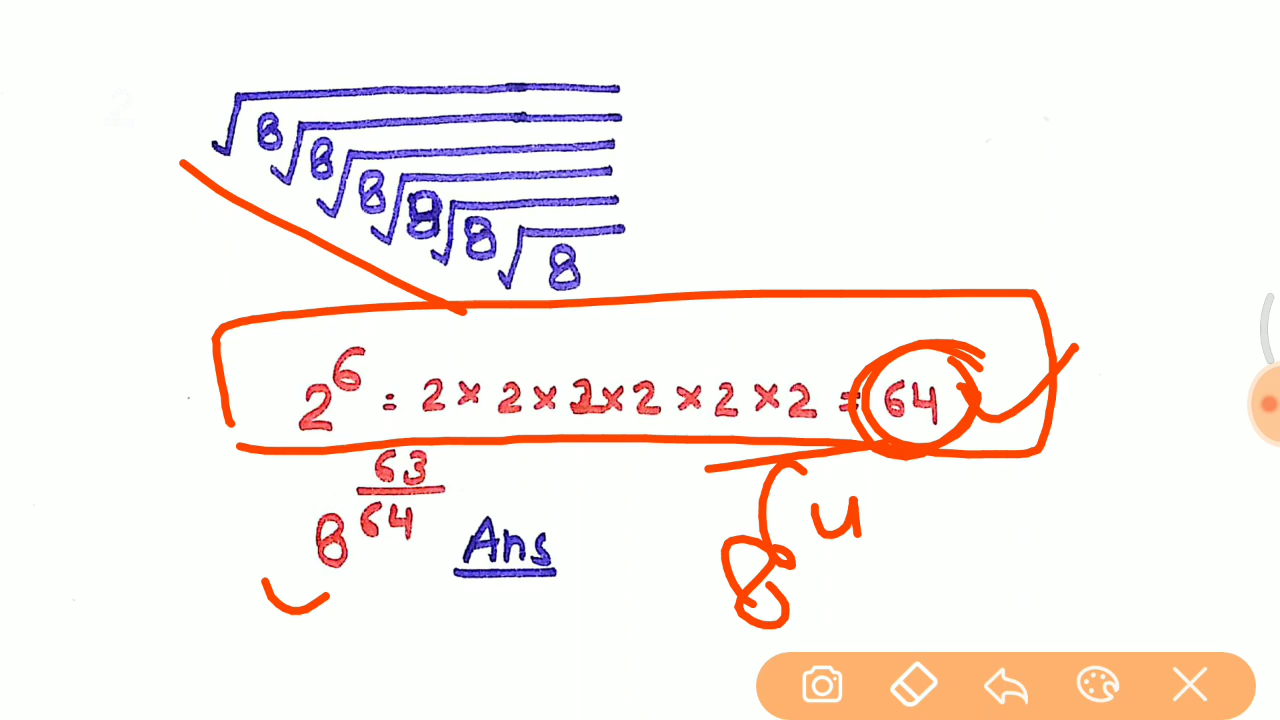 √8√8√8√8√8√8
2^6 = 2 × 2 × 2 × 2 × 2 × 2 = 64
8^63/64 Ans
8